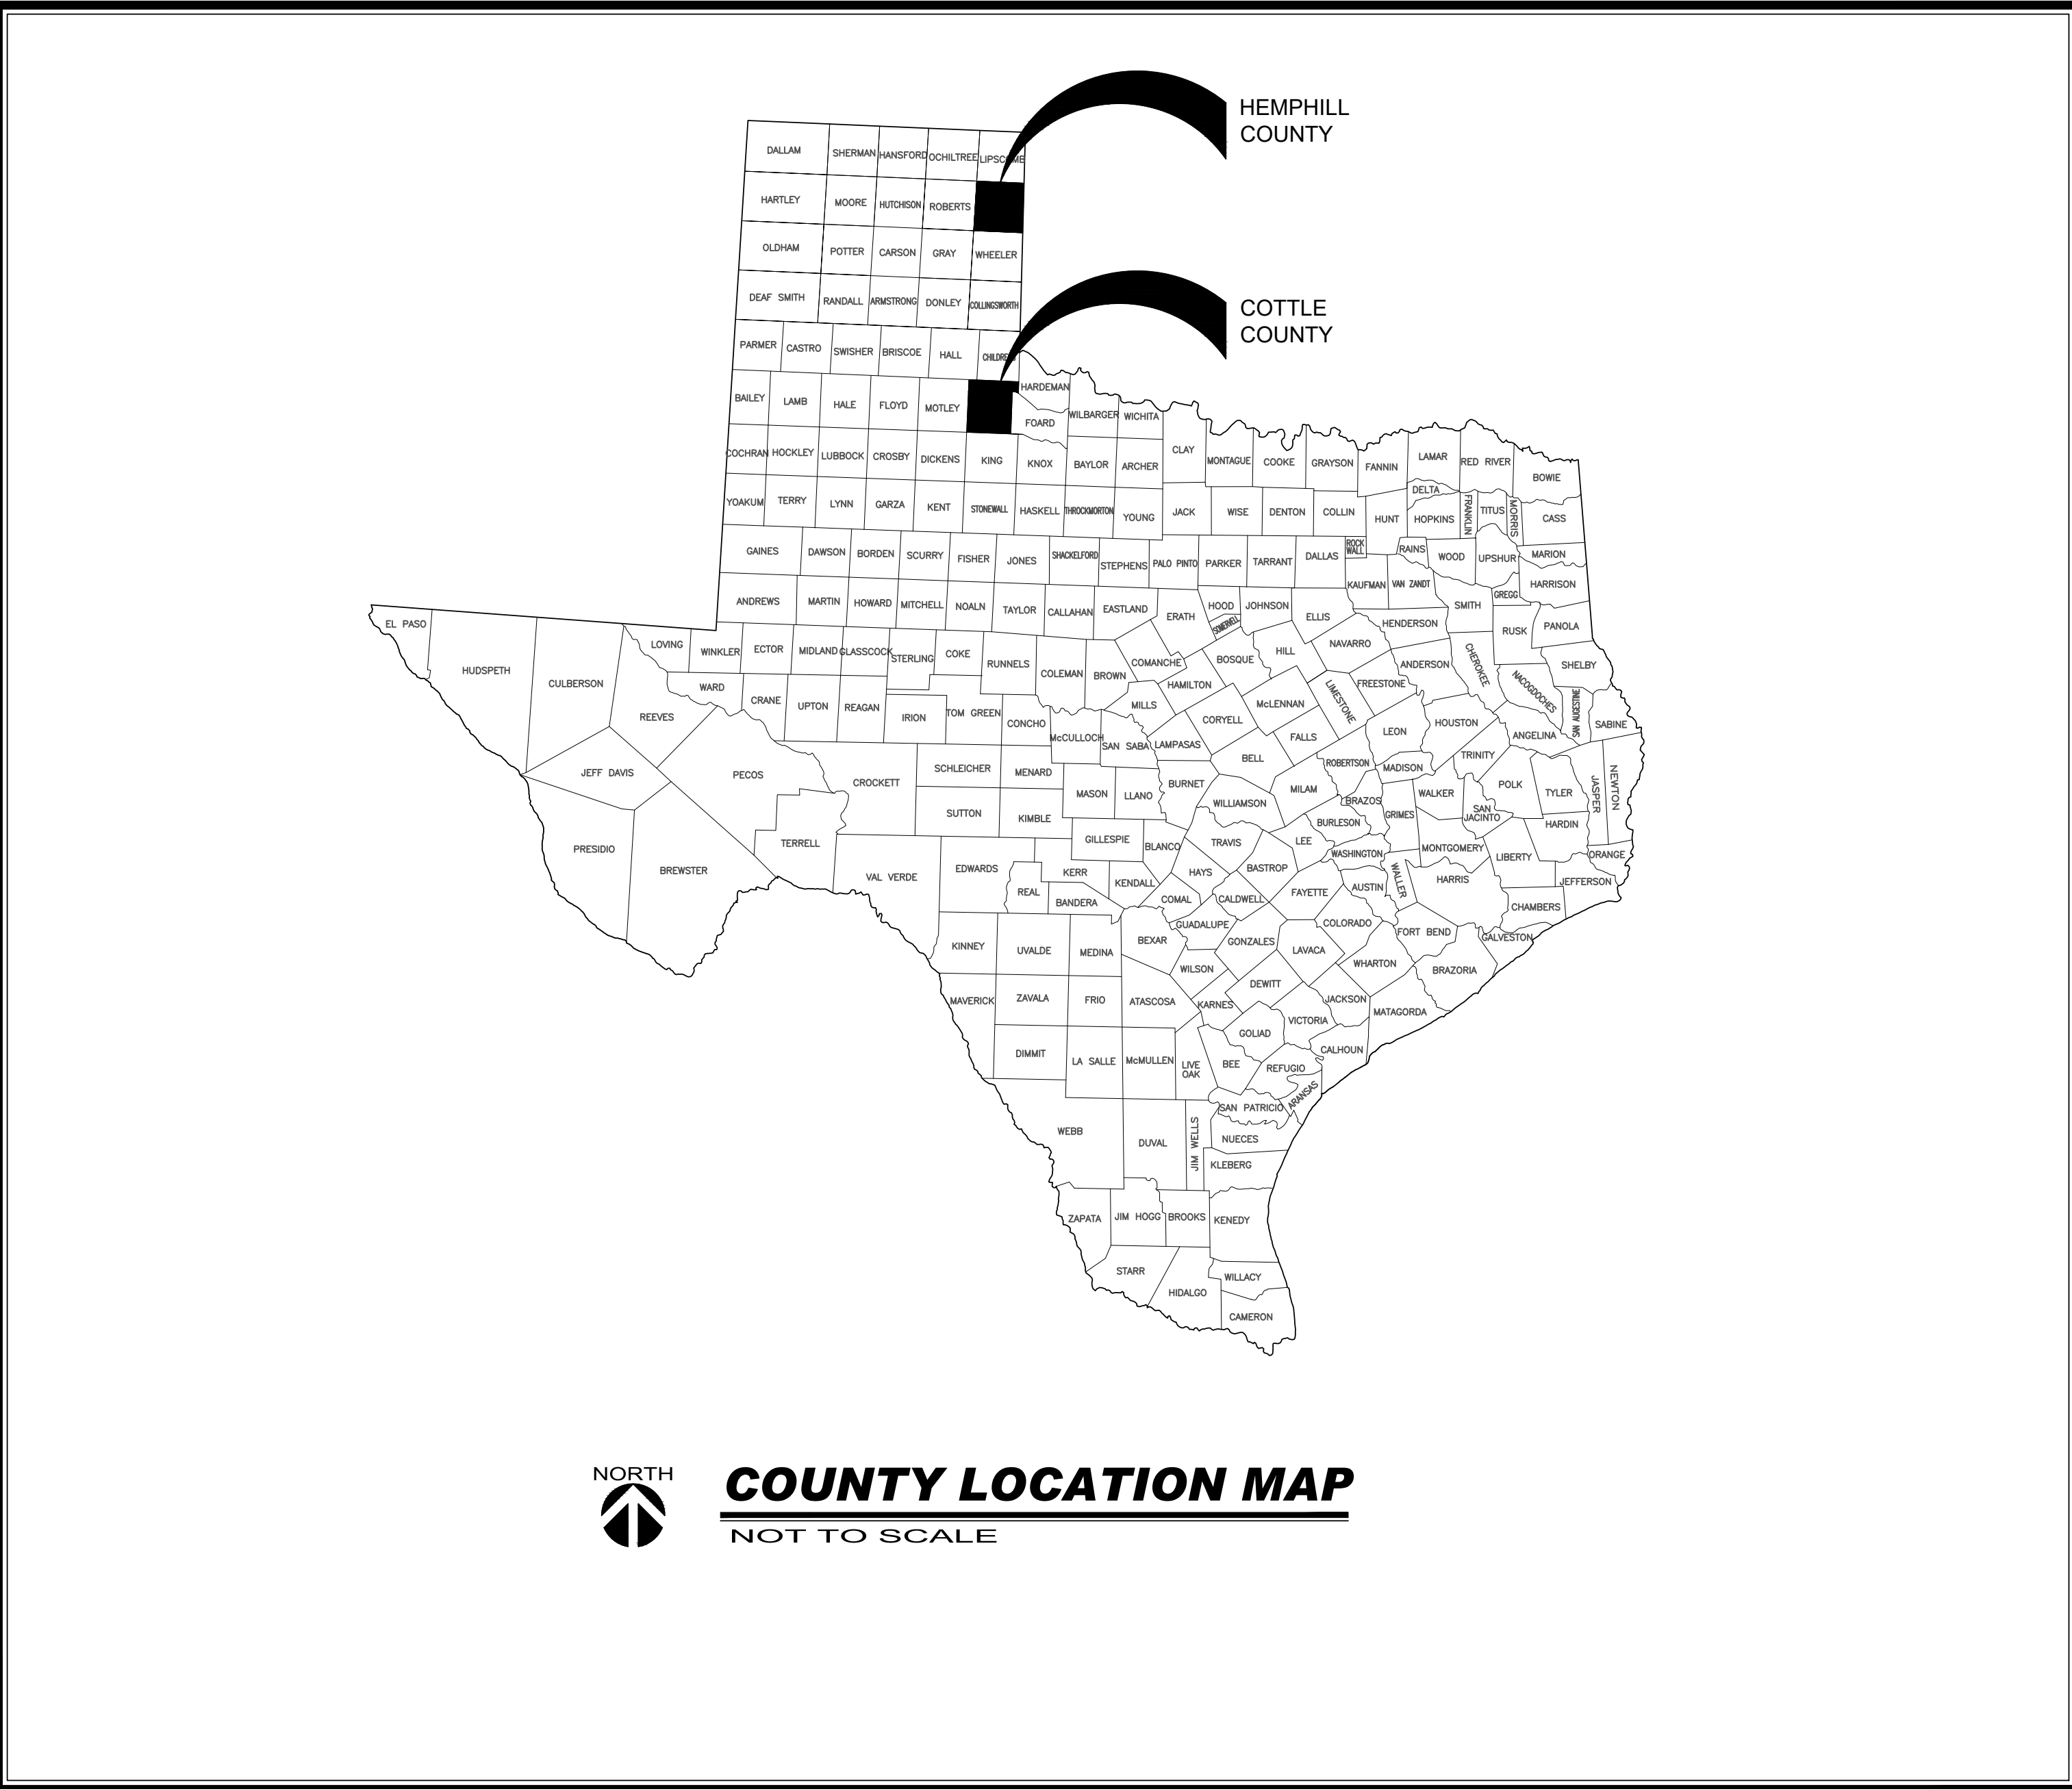 HEMPHILL
COUNTY
DALLAM
SHERMAN
HANSFORD
OCHILTREE
HARTLEY
MOORE
HUTCHISON
ROBERTS
OLDHAM
POTTER
CARSON
GRAY
WHEELER
DEAF SMITH
RANDALL
ARMSTRONG
DONLEY
COLLINGSWORTH
COTTLE
COUNTY
PARMER
CASTRO
SWISHER
BRISCOE
HALL
BAILEY
LAMB
HALE
FLOYD
MOTLEY
HARDEMAN
FOARD
WILBARGER
WICHITA
COCHRAN
HOCKLEY
LUBBOCK
CROSBY
DICKENS
KING
KNOX
BAYLOR
ARCHER
CLAY
MONTAGUE
COOKE
GRAYSON
FANNIN
LAMAR
RED RIVER
BOWIE
YOAKUM
TERRY
LYNN
GARZA
KENT
STONEWALL
HASKELL
THROCKMORTON
YOUNG
JACK
WISE
DENTON
COLLIN
HUNT
DELTA
HOPKINS
FRANKLIN
TITUS
MORRIS
CASS
GAINES
DAWSON
BORDEN
SCURRY
FISHER
JONES
SHACKELFORD
STEPHENS
PALO PINTO
PARKER
TARRANT
DALLAS
ROCK
WALL
RAINS
WOOD
UPSHUR
MARION
KAUFMAN
VAN ZANDT
HARRISON
GREGG
ANDREWS
MARTIN
HOWARD
MITCHELL
NOALN
TAYLOR
CALLAHAN
EASTLAND
ERATH
HOOD
SOMERVELL
JOHNSON
ELLIS
HENDERSON
SMITH
RUSK
PANOLA
EL PASO
HUDSPETH
CULBERSON
LOVING
WINKLER
ECTOR
MIDLAND
GLASSCOCK
STERLING
COKE
RUNNELS
COLEMAN
BROWN
COMANCHE
HAMILTON
BOSQUE
HILL
NAVARRO
ANDERSON
CHEROKEE
NACOGDOCHES
SHELBY
REEVES
WARD
CRANE
UPTON
REAGAN
IRION
TOM GREEN
CONCHO
McCULLOCH
MILLS
SAN SABA
LAMPASAS
CORYELL
McLENNAN
LIMESTONE
FREESTONE
FALLS
LEON
HOUSTON
ANGELINA
SAN AUGUSTINE
SABINE
JEFF DAVIS
PECOS
CROCKETT
SCHLEICHER
MENARD
MASON
LLANO
BURNET
BELL
MILAM
ROBERTSON
MADISON
TRINITY
POLK
TYLER
JASPER
NEWTON
PRESIDIO
BREWSTER
TERRELL
SUTTON
KIMBLE
GILLESPIE
BLANCO
WILLIAMSON
TRAVIS
BRAZOS
BURLESON
GRIMES
WALKER
SAN
JACINTO
HARDIN
VAL VERDE
EDWARDS
KERR
REAL
BANDERA
KENDALL
HAYS
COMAL
BASTROP
LEE
WASHINGTON
MONTGOMERY
LIBERTY
ORANGE
CALDWELL
FAYETTE
AUSTIN
WALLER
HARRIS
JEFFERSON
CHAMBERS
KINNEY
UVALDE
MEDINA
BEXAR
GUADALUPE
GONZALES
LAVACA
COLORADO
FORT BEND
GALVESTON
WILSON
WHARTON
BRAZORIA
MAVERICK
ZAVALA
FRIO
ATASCOSA
KARNES
DEWITT
JACKSON
MATAGORDA
VICTORIA
GOLIAD
DIMMIT
LA SALLE
McMULLEN
LIVE
OAK
BEE
REFUGIO
CALHOUN
ARANSAS
SAN PATRICIO
WEBB
DUVAL
JIM WELLS
NUECES
KLEBERG
ZAPATA
JIM HOGG
BROOKS
KENEDY
STARR
HIDALGO
WILLACY
CAMERON
NORTH
COUNTY LOCATION MAP
NOT TO SCALE